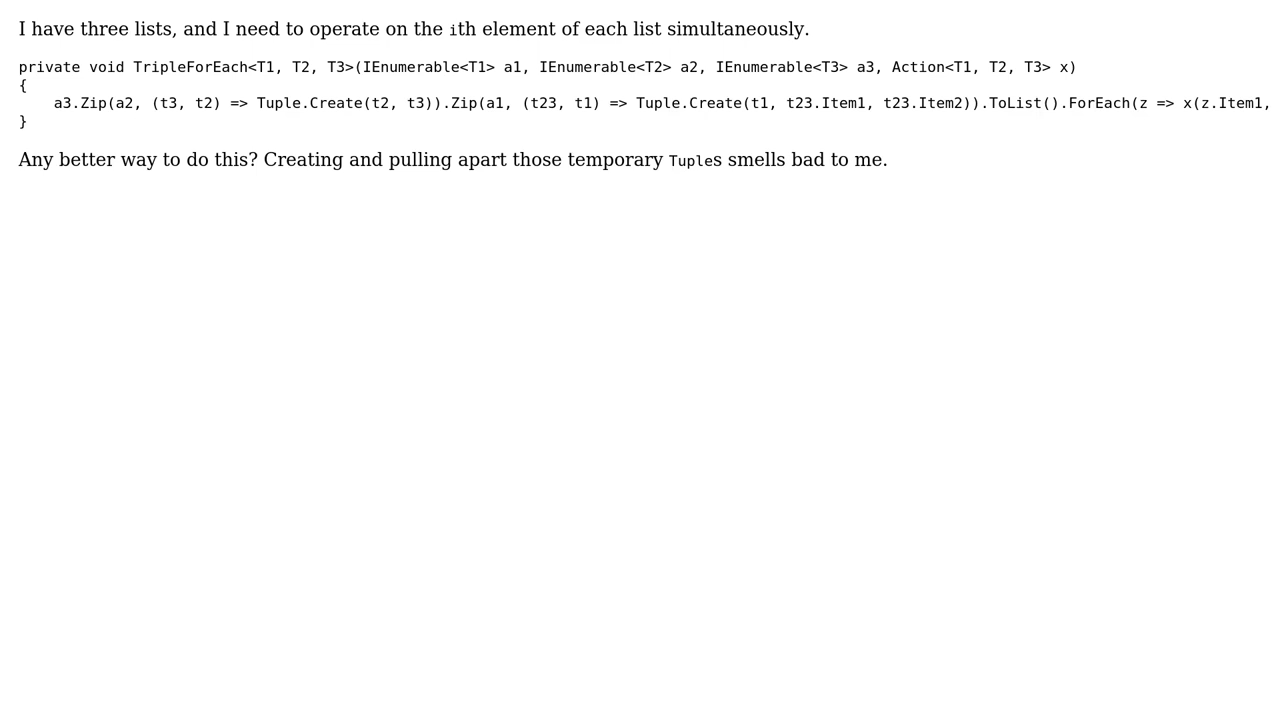 I have three lists, and I need to operate on the ith element of each list simultaneously.
private void TripleForEach<T1, T2, T3>(IEnumerable<T1> a1, IEnumerable<T2> a2, IEnumerable<T3> a3, Action<T1, T2, T3> x)
{
    a3.Zip(a2, (t3, t2) => Tuple.Create(t2, t3)).Zip(a1, (t23, t1) => Tuple.Create(t1, t23.Item1, t23.Item2)).ToList().ForEach(z => x(z.Item1,
}
Any better way to do this? Creating and pulling apart those temporary Tuples smells bad to me.